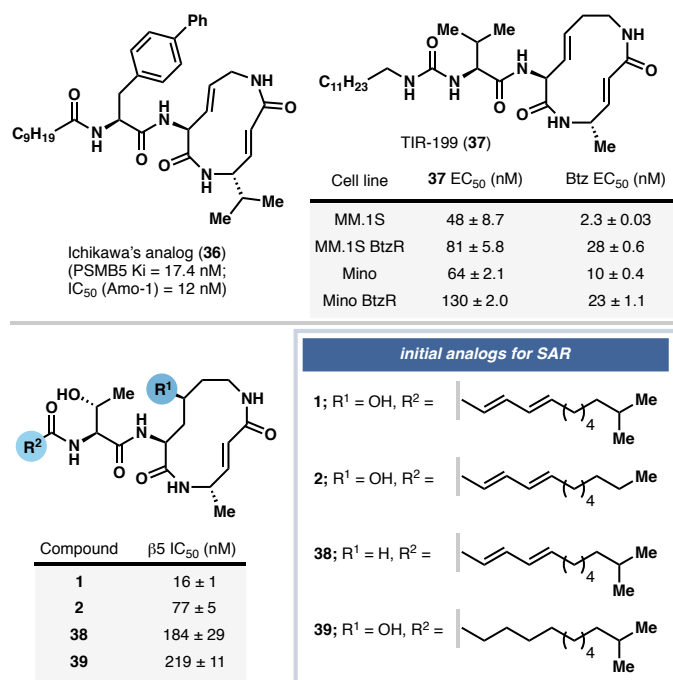 Ph
O
C9H19
N
H
O
H
N
O
NH
O
HN
Me
Me
Ichikawa's analog (36)
(PSMB5 Ki = 17.4 nM;
IC50 (Amo-1) = 12 nM)
Me
Me
O
C11H23
N
H
N
H
H
N
O
O
NH
O
HN
Me
TIR-199 (37)
Cell line 37 EC50 (nM) Btz EC50 (nM)
MM.1S 48 ± 8.7 2.3 ± 0.03
MM.1S BtzR 81 ± 5.8 28 ± 0.6
Mino 64 ± 2.1 10 ± 0.4
Mino BtzR 130 ± 2.0 23 ± 1.1
R1
HO
Me
O
R2
N
H
O
H
N
O
NH
O
HN
Me
Compound β5 IC50 (nM)
1 16 ± 1
2 77 ± 5
38 184 ± 29
39 219 ± 11
initial analogs for SAR
1; R1 = OH, R2 =
4
Me
Me
2; R1 = OH, R2 =
4
Me
38; R1 = H, R2 =
4
Me
Me
39; R1 = OH, R2 =
4
Me
Me